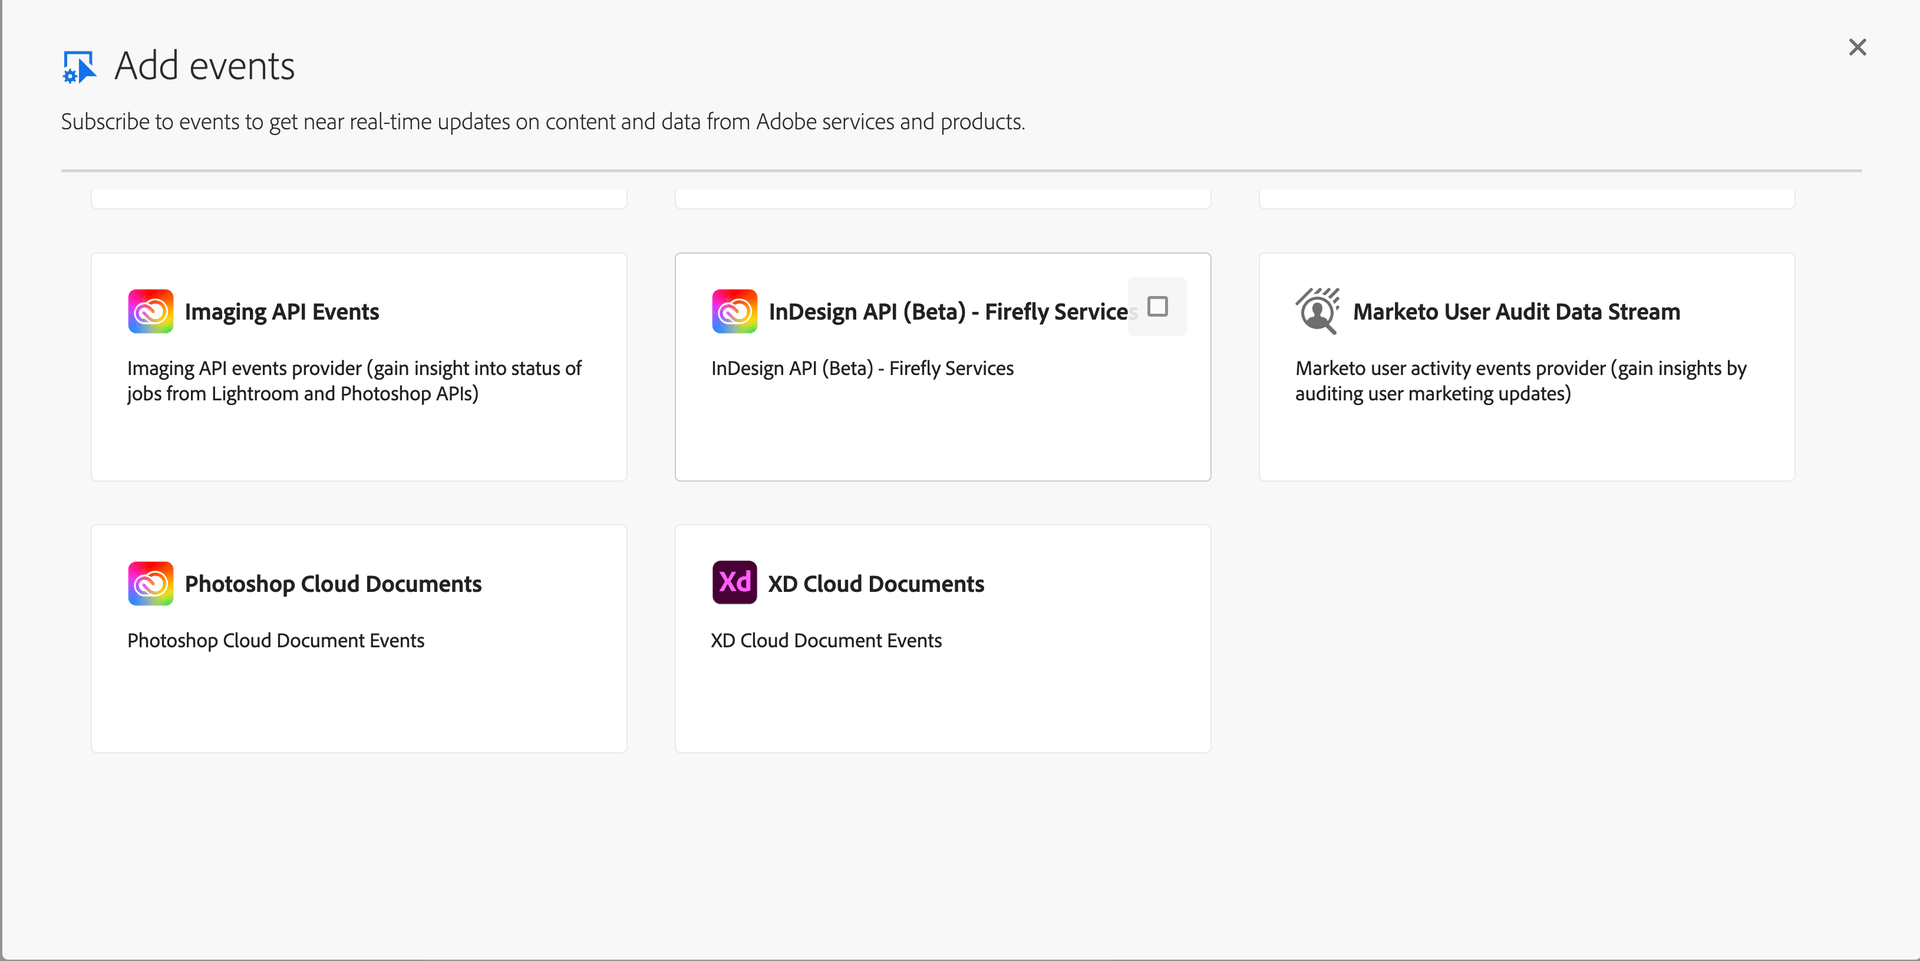 Add events
Subscribe to events to get near real-time updates on content and data from Adobe services and products.
Imaging API Events
Imaging API events provider (gain insight into status of
jobs from Lightroom and Photoshop APIs)
InDesign API (Beta) - Firefly Services
InDesign API (Beta) - Firefly Services
Marketo User Audit Data Stream
Marketo user activity events provider (gain insights by
auditing user marketing updates)
Photoshop Cloud Documents
Photoshop Cloud Document Events
Xd XD Cloud Documents
XD Cloud Document Events